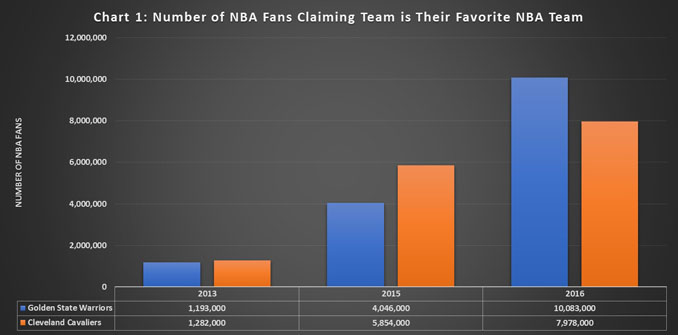 Chart 1: Number of NBA Fans Claiming Team is Their Favorite NBA Team
12,000,000
10,000,000
8,000,000
6,000,000
4,000,000
2,000,000
0
NUMBER OF NBA FANS
2013 2015 2016
Golden State Warriors 1,193,000 4,046,000 10,083,000
Cleveland Cavaliers 1,282,000 5,854,000 7,978,000